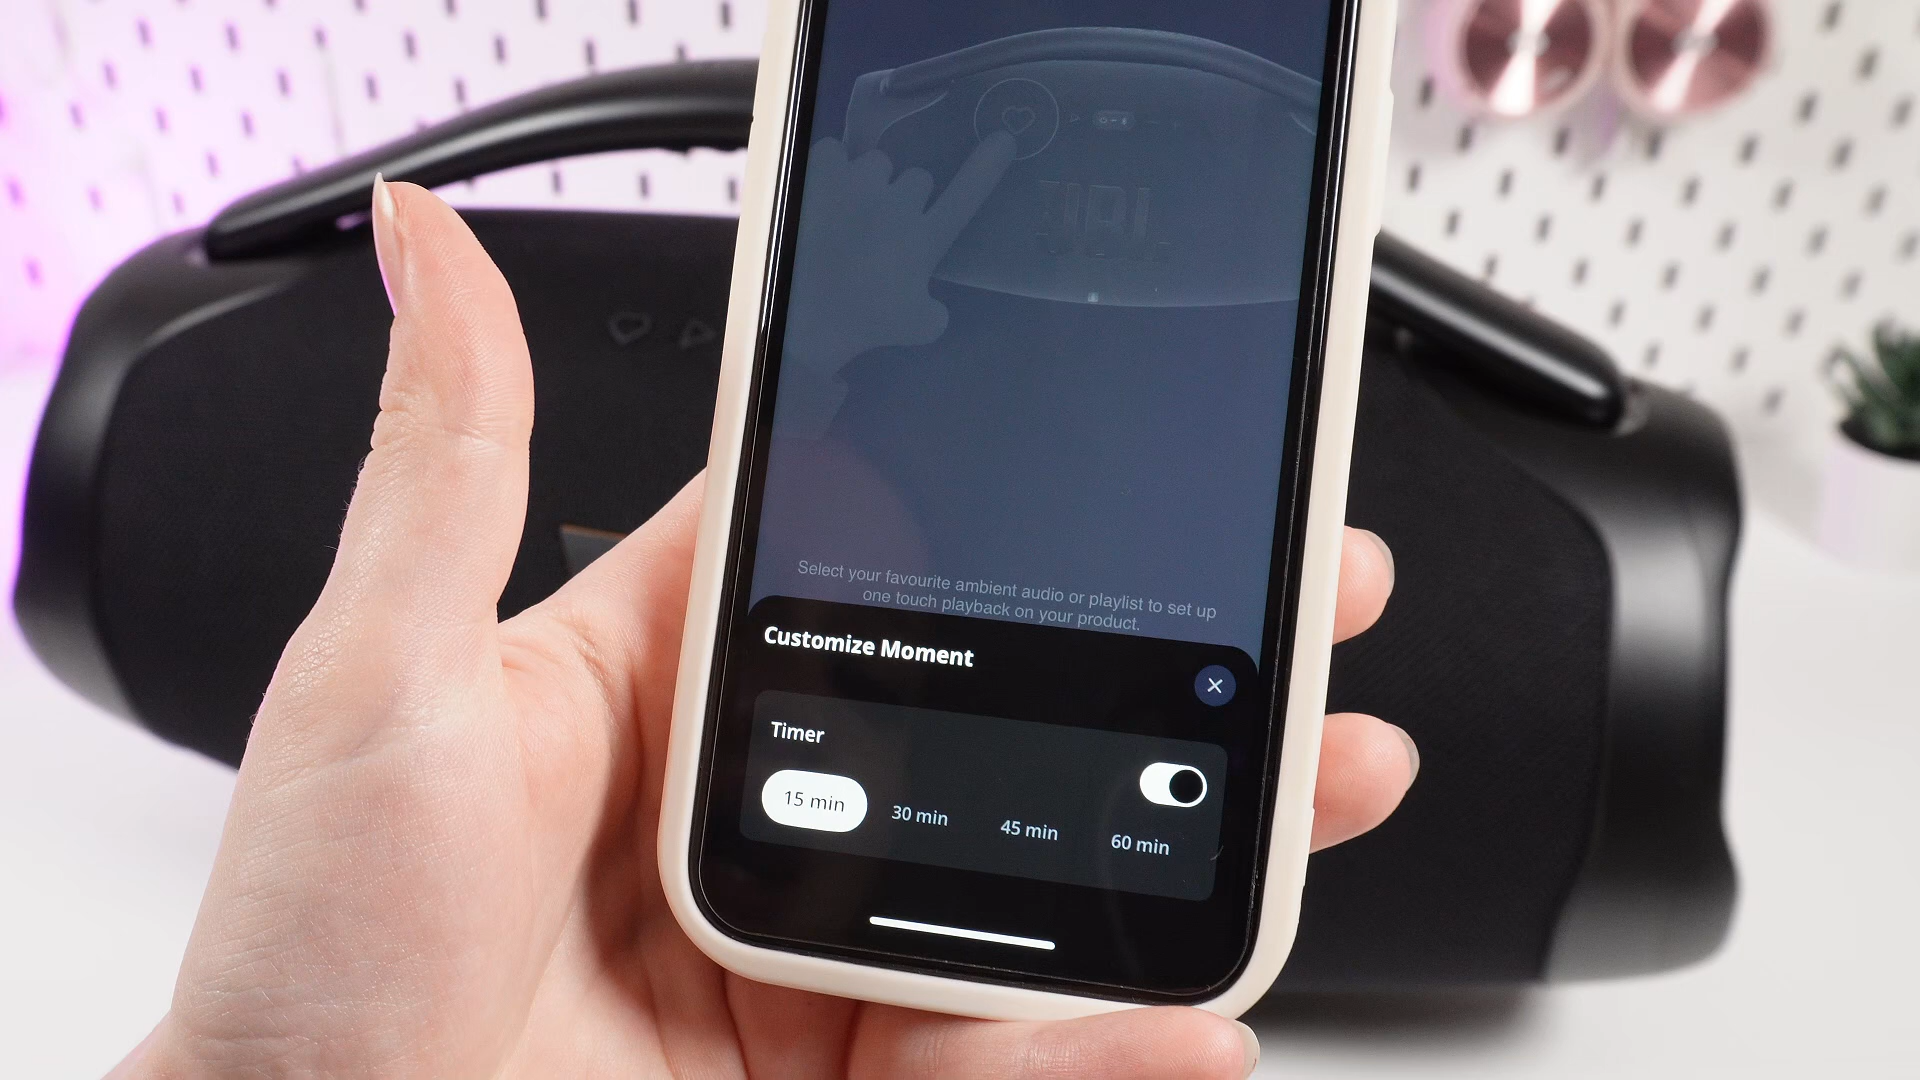 JBL
Select your favourite ambient audio or playlist to set up
one touch playback on your product.
Customize Moment
Timer
15 min
30 min
45 min
60 min